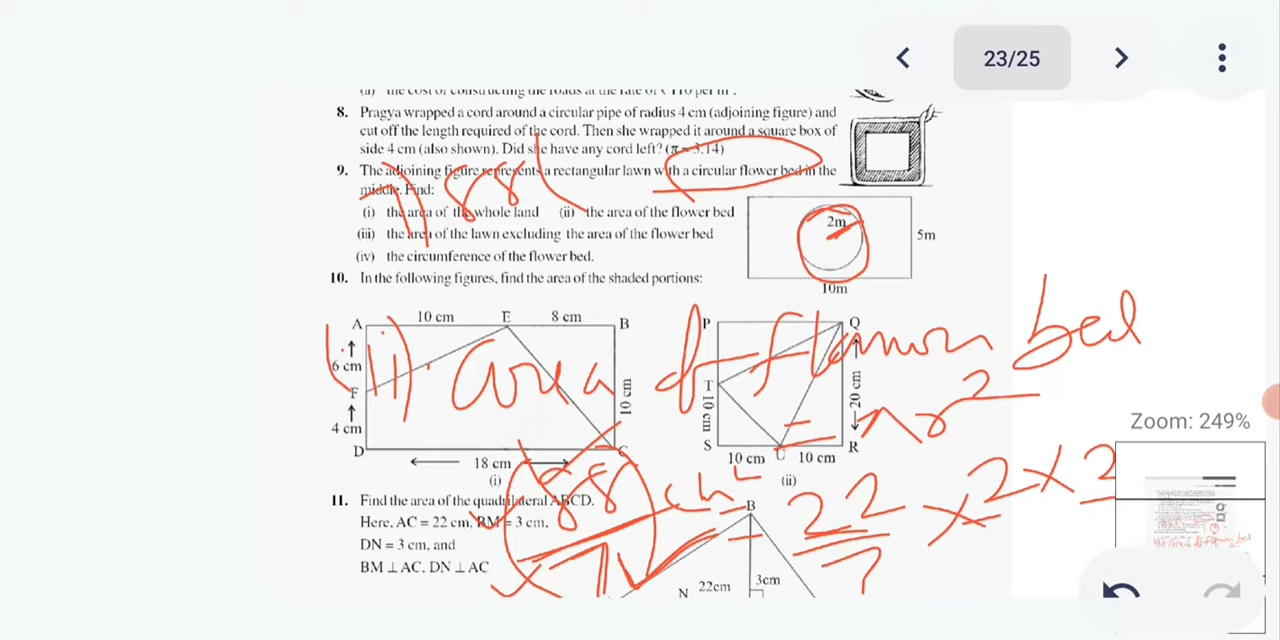 23/25
8. Pragya wrapped a cord around a circular pipe of radius 4 cm (adjoining figure) and
cut off the length required of the cord. Then she wrapped it around a square box of
side 4 cm (also shown). Did she have any cord left? (π = 3.14)
9. The adjoining figure represents a rectangular lawn with a circular flower bed in the
middle. Find:
(i) the area of the whole land (ii) the area of the flower bed
(iii) the area of the lawn excluding the area of the flower bed
(iv) the circumference of the flower bed.
2m
5m
10m
10. In the following figures, find the area of the shaded portions:
A 10 cm E 8 cm B
6 cm
F
4 cm
D
10 cm
C
18 cm
(i)
P Q
T
10 cm
20 cm
S 10 cm U 10 cm R
(ii)
(ii). area of flower bed
= πr²
= 22/7 × 2 × 2
88/7
Zoom: 249%
11. Find the area of the quadrilateral ABCD.
Here, AC = 22 cm, BM = 3 cm,
DN = 3 cm, and
BM ⊥ AC, DN ⊥ AC
B
N 22cm 3cm